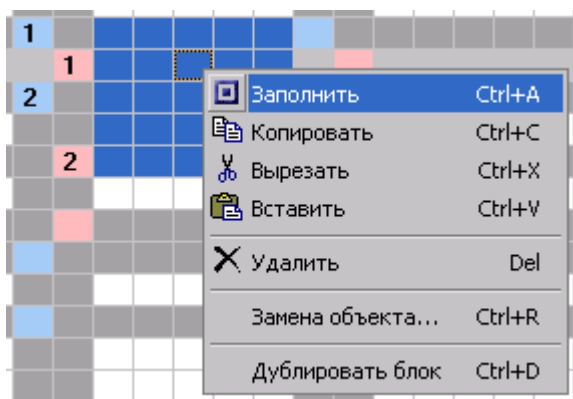 1
1
2
Заполнить Ctrl+A
Копировать Ctrl+C
2
Вырезать Ctrl+X
Вставить Ctrl+V
Удалить Del
Замена объекта... Ctrl+R
Дублировать блок Ctrl+D